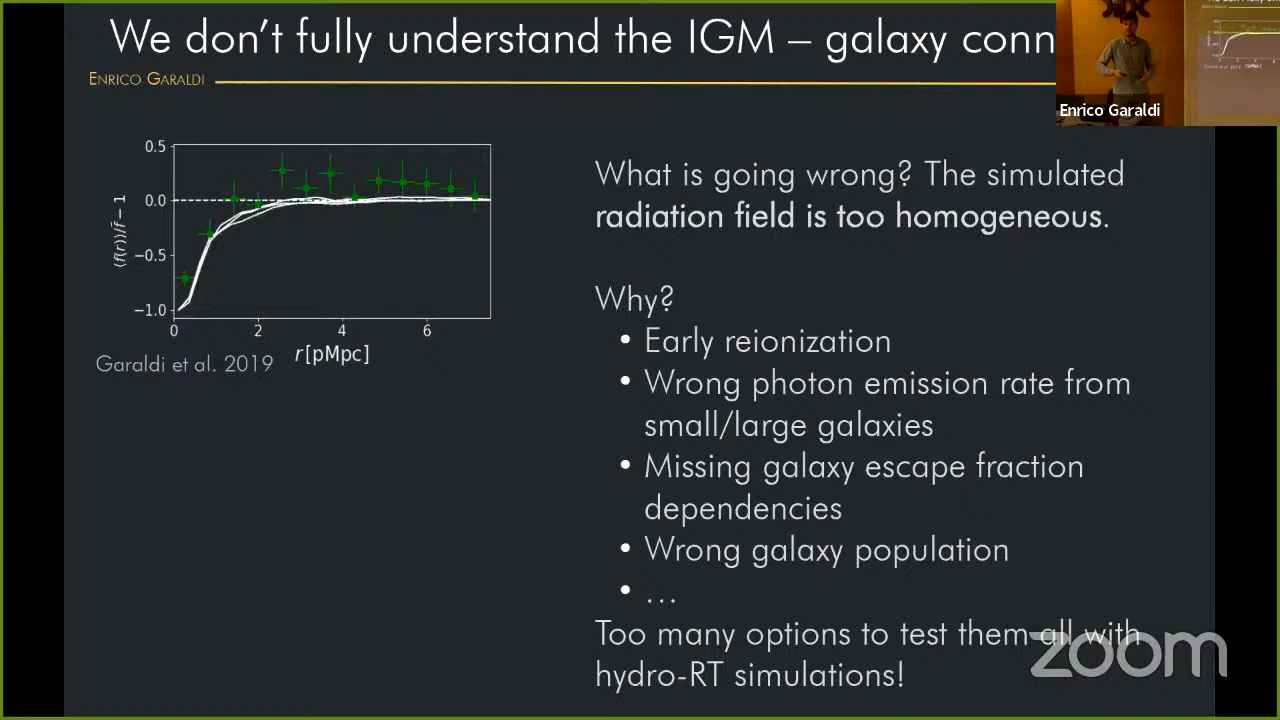 We don't fully understand the IGM – galaxy conn
ENRICO GARALDI
Enrico Garaldi
0.5
0.0
−0.5
−1.0
⟨f(r)⟩/f̄ − 1
0
2
4
6
r[pMpc]
Garaldi et al. 2019
What is going wrong? The simulated
radiation field is too homogeneous.
Why?
• Early reionization
• Wrong photon emission rate from
small/large galaxies
• Missing galaxy escape fraction
dependencies
• Wrong galaxy population
• …
Too many options to test them all with
hydro-RT simulations!
zoom